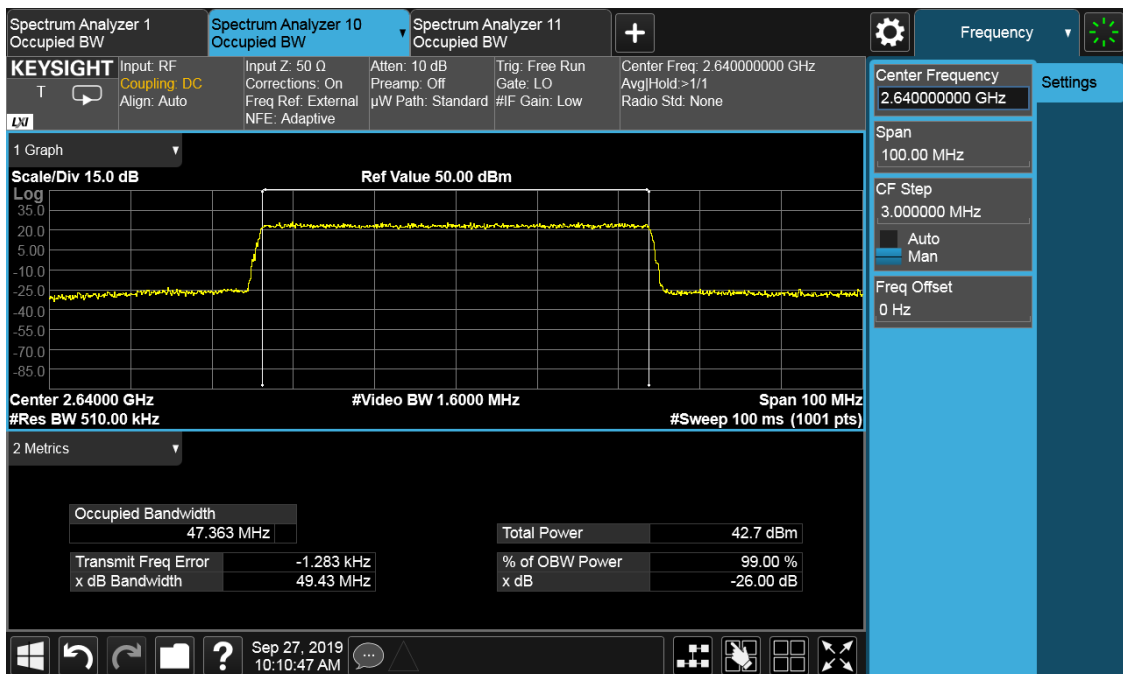 Spectrum Analyzer 1
Occupied BW
Spectrum Analyzer 10
Occupied BW
Spectrum Analyzer 11
Occupied BW
Frequency
KEYSIGHT
T
LXI
Input: RF
Coupling: DC
Align: Auto
Input Z: 50 Ω
Corrections: On
Freq Ref: External
NFE: Adaptive
Atten: 10 dB
Preamp: Off
µW Path: Standard
Trig: Free Run
Gate: LO
#IF Gain: Low
Center Freq: 2.640000000 GHz
Avg|Hold:>1/1
Radio Std: None
Center Frequency
2.640000000 GHz
Settings
Span
100.00 MHz
CF Step
3.000000 MHz
Auto
Man
Freq Offset
0 Hz
1 Graph
Scale/Div 15.0 dB
Ref Value 50.00 dBm
Log
35.0
20.0
5.00
-10.0
-25.0
-40.0
-55.0
-70.0
-85.0
Center 2.64000 GHz
#Video BW 1.6000 MHz
Span 100 MHz
#Res BW 510.00 kHz
#Sweep 100 ms (1001 pts)
2 Metrics
Occupied Bandwidth
47.363 MHz
Total Power 42.7 dBm
Transmit Freq Error -1.283 kHz
% of OBW Power 99.00 %
x dB Bandwidth 49.43 MHz
x dB -26.00 dB
?
Sep 27, 2019
10:10:47 AM